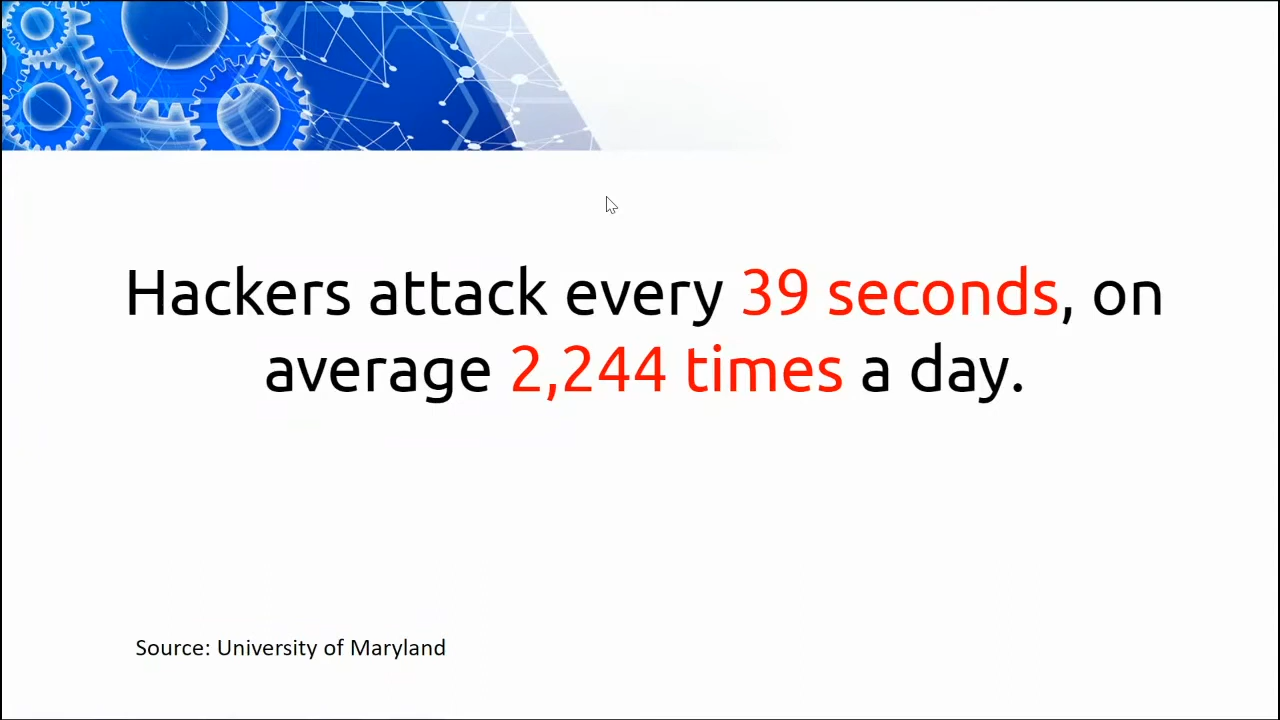 Hackers attack every 39 seconds, on
average 2,244 times a day.
Source: University of Maryland